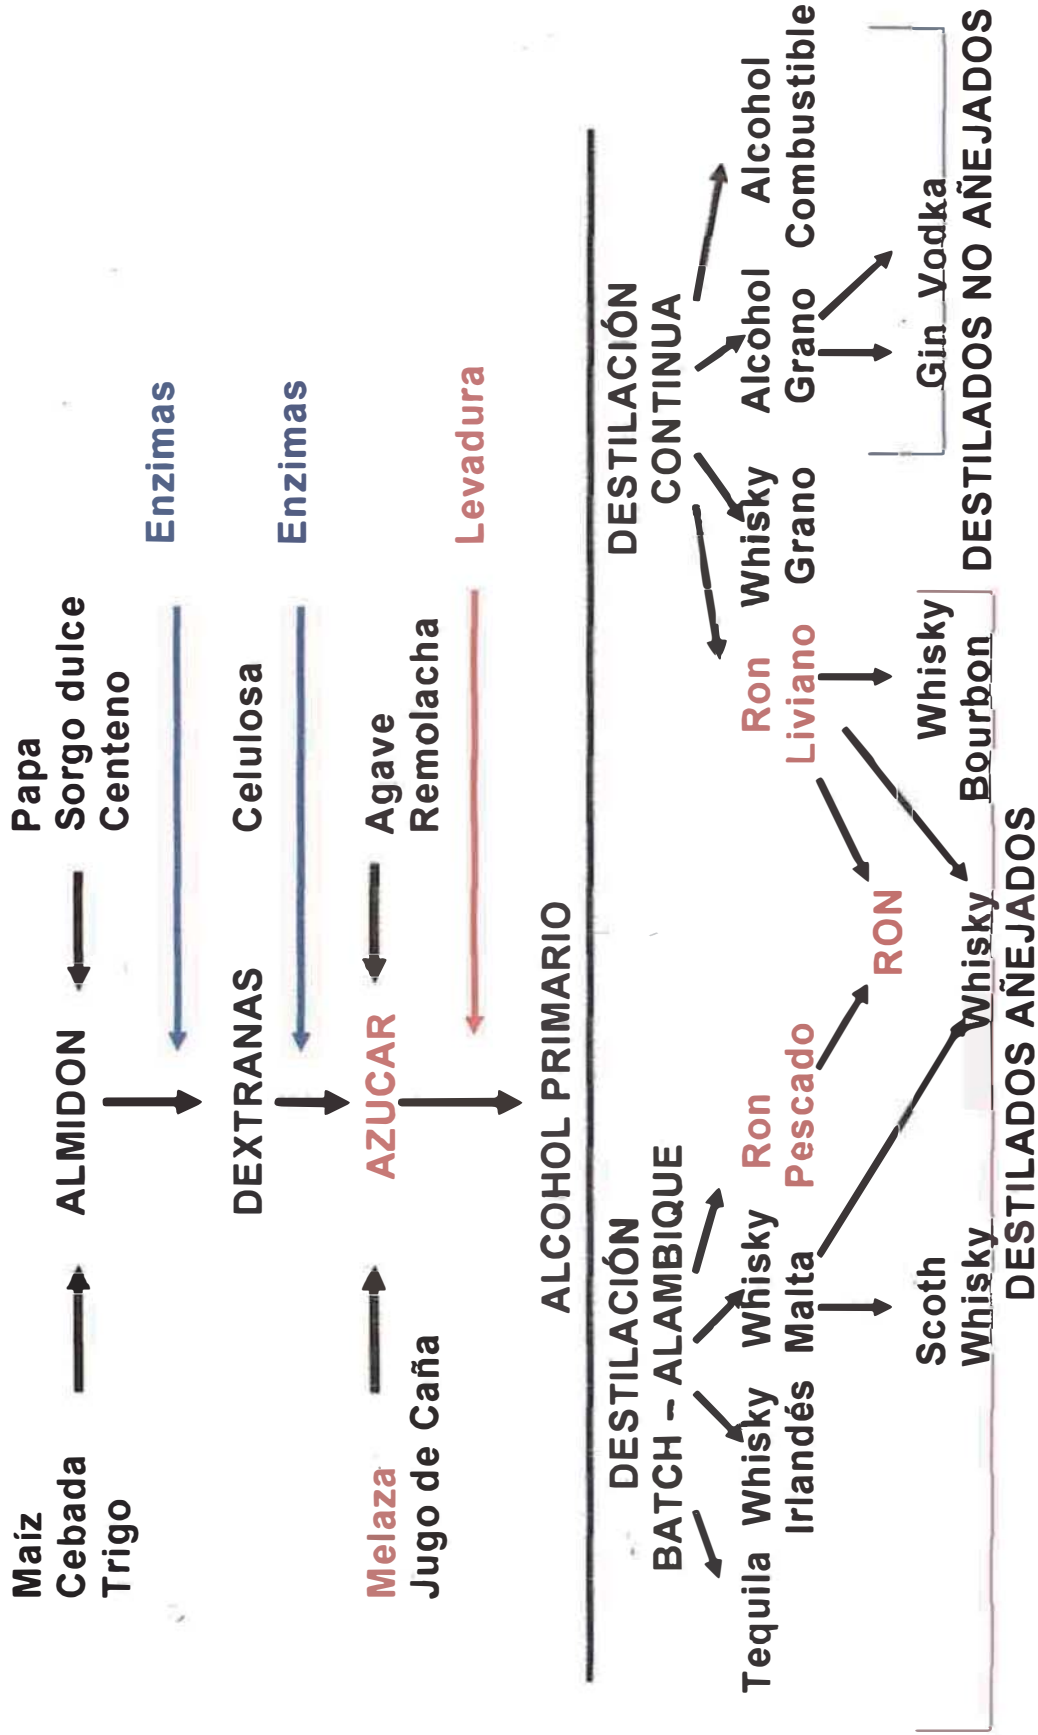 Maíz
Cebada
Trigo
ALMIDON
Papa
Sorgo dulce
Centeno
Enzimas
DEXTRANAS
Celulosa
Enzimas
Melaza
Jugo de Caña
AZUCAR
Agave
Remolacha
Levadura
ALCOHOL PRIMARIO
DESTILACIÓN
BATCH – ALAMBIQUE
DESTILACIÓN
CONTINUA
Tequila
Whisky
Irlandés
Whisky
Malta
Ron
Pescado
Ron
Liviano
Whisky
Grano
Alcohol
Grano
Alcohol
Combustible
RON
Scoth
Whisky
Whisky
Whisky
Bourbon
Gin Vodka
DESTILADOS AÑEJADOS
DESTILADOS NO AÑEJADOS